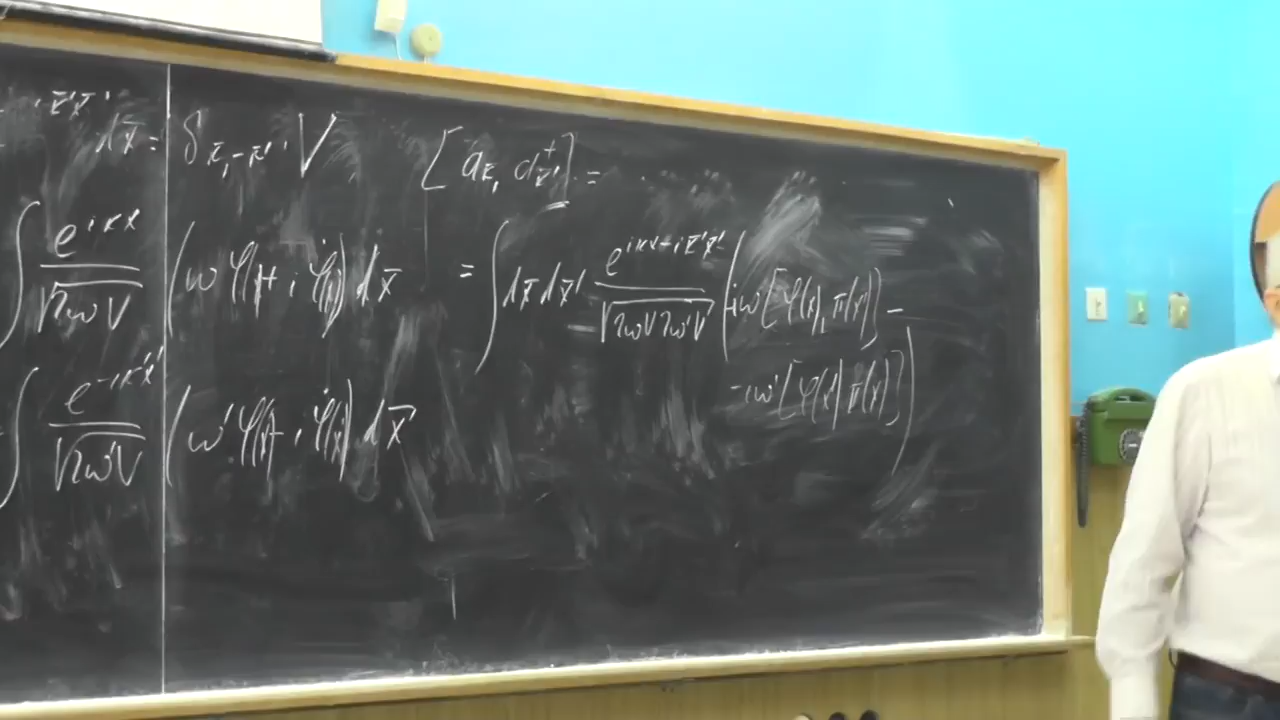 i k̄'x̄' dx̄ = δ_{k̄,-k̄'} V
[a_k̄, a⁺_k̄'] =
∫ e^{ikx} / √(2ωV) (ω φ(x) + i φ̇(x)) dx̄
= ∫ dx̄ dx̄' e^{ikx - ik̄'x̄'} / √(2ωV 2ω'V) (iω [φ(x), π(x')] -
- iω' [φ(x), π(x)])
∫ e^{-ik'x'} / √(2ω'V) (ω' φ(x) - i φ̇(x)) dx̄'